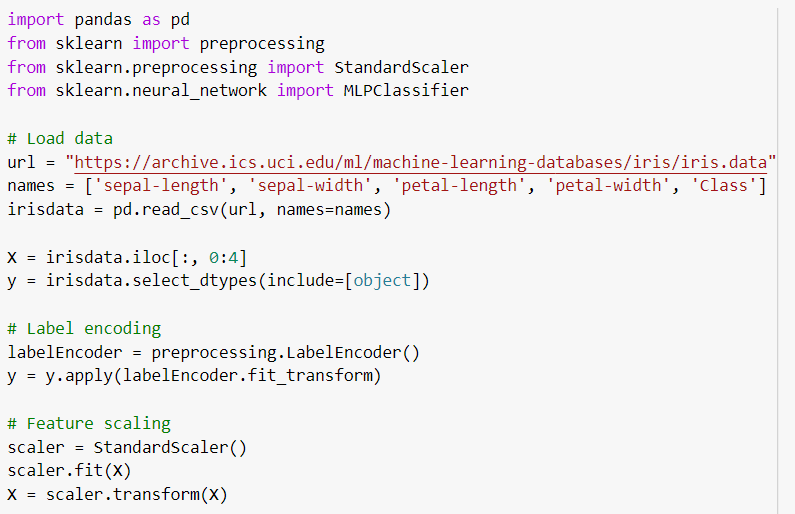 import pandas as pd
from sklearn import preprocessing
from sklearn.preprocessing import StandardScaler
from sklearn.neural_network import MLPClassifier
# Load data
url = "https://archive.ics.uci.edu/ml/machine-learning-databases/iris/iris.data"
names = ['sepal-length', 'sepal-width', 'petal-length', 'petal-width', 'Class']
irisdata = pd.read_csv(url, names=names)
X = irisdata.iloc[:, 0:4]
y = irisdata.select_dtypes(include=[object])
# Label encoding
labelEncoder = preprocessing.LabelEncoder()
y = y.apply(labelEncoder.fit_transform)
# Feature scaling
scaler = StandardScaler()
scaler.fit(X)
X = scaler.transform(X)